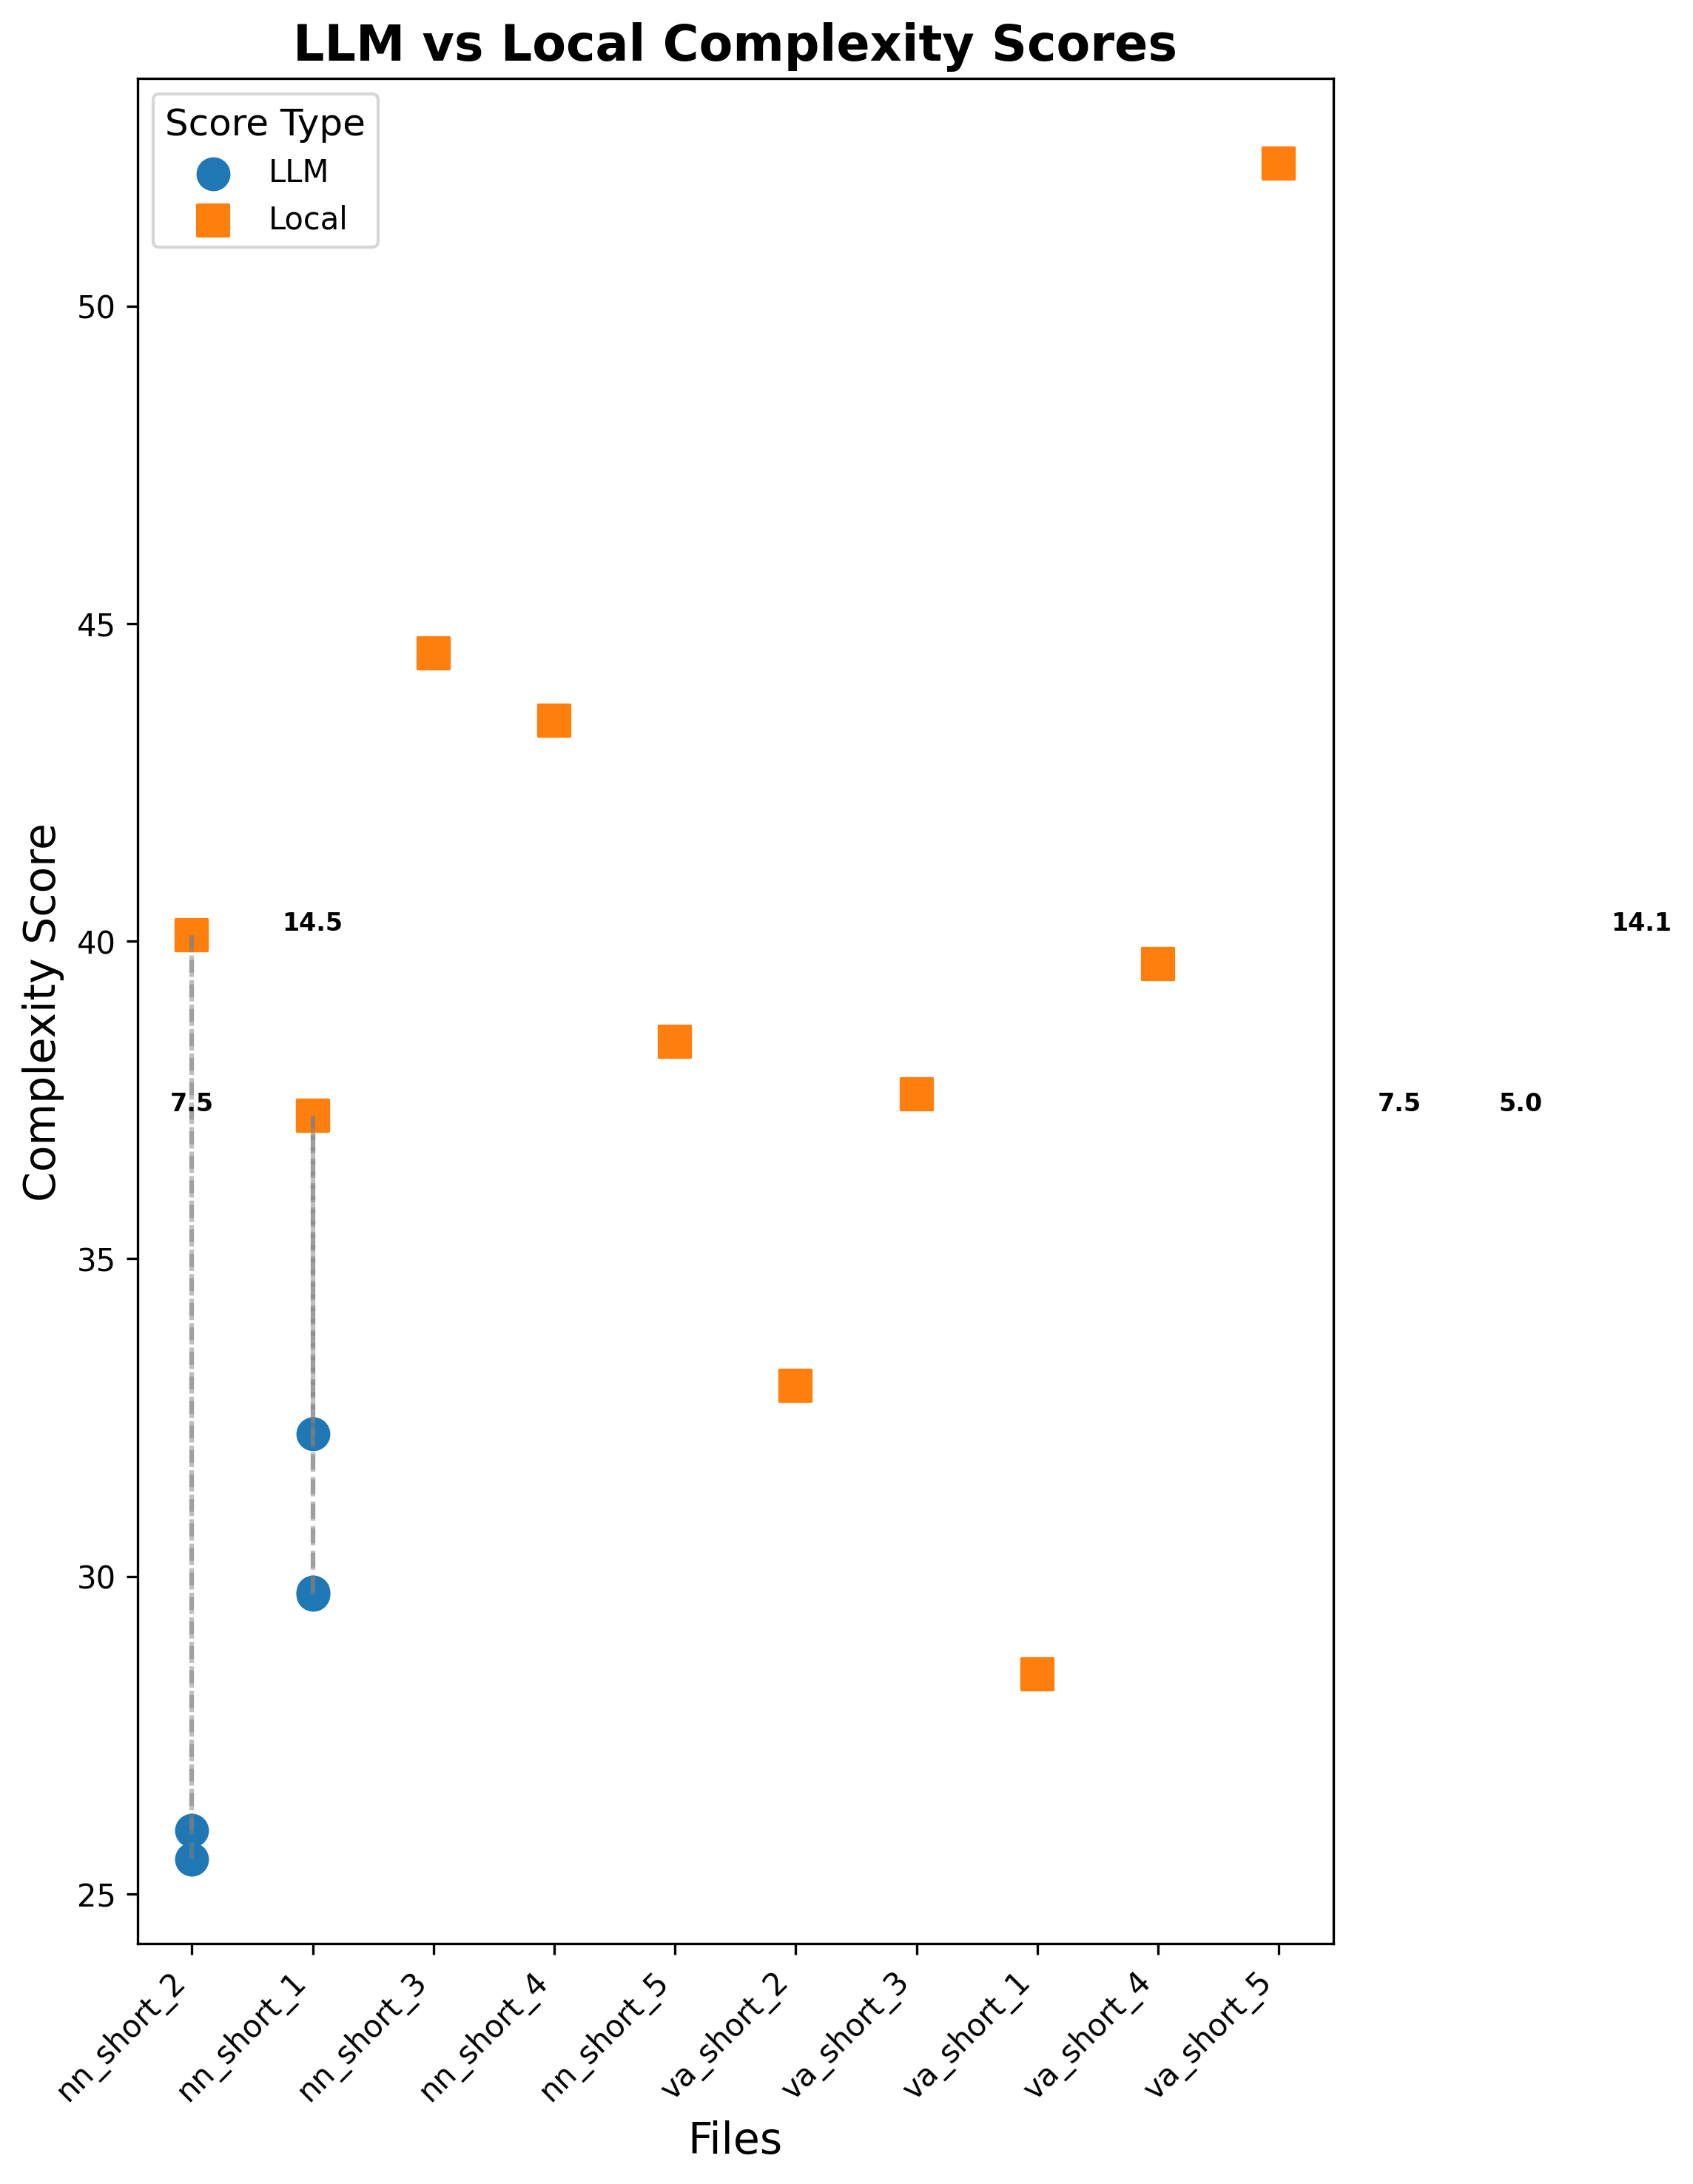 LLM vs Local Complexity Scores
Score Type
LLM
Local
Complexity Score
50
45
40
35
30
25
14.5
14.1
7.5
7.5
5.0
nn_short_2
nn_short_1
nn_short_3
nn_short_4
nn_short_5
va_short_2
va_short_3
va_short_1
va_short_4
va_short_5
Files